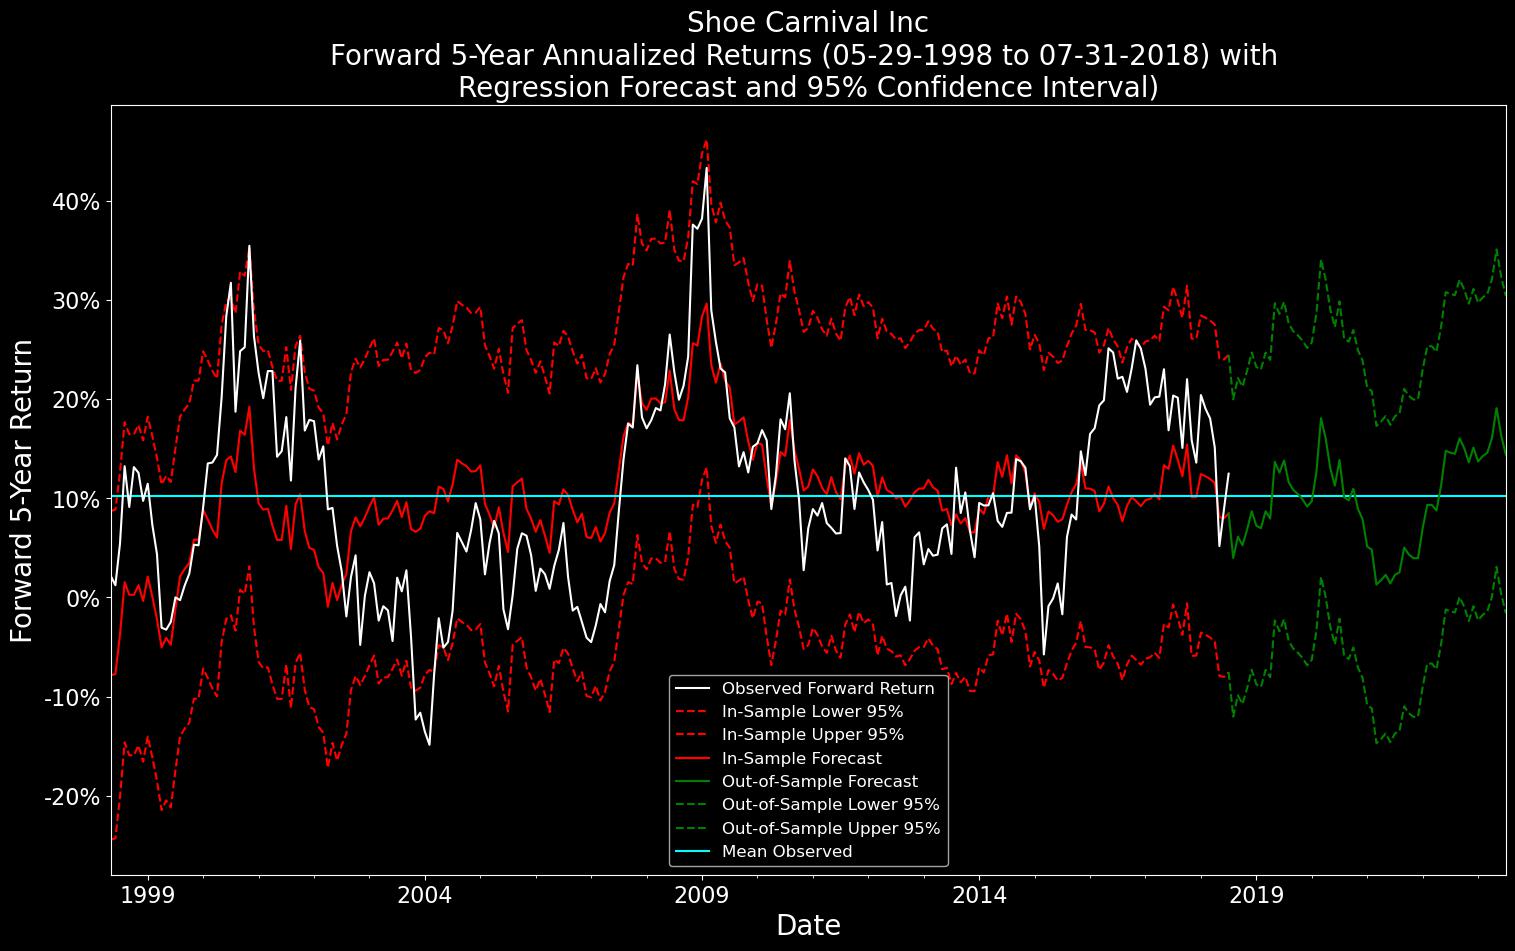 Shoe Carnival Inc
Forward 5-Year Annualized Returns (05-29-1998 to 07-31-2018) with
Regression Forecast and 95% Confidence Interval)
Forward 5-Year Return
40%
30%
20%
10%
0%
-10%
-20%
Observed Forward Return
In-Sample Lower 95%
In-Sample Upper 95%
In-Sample Forecast
Out-of-Sample Forecast
Out-of-Sample Lower 95%
Out-of-Sample Upper 95%
Mean Observed
1999 2004 2009 2014 2019
Date